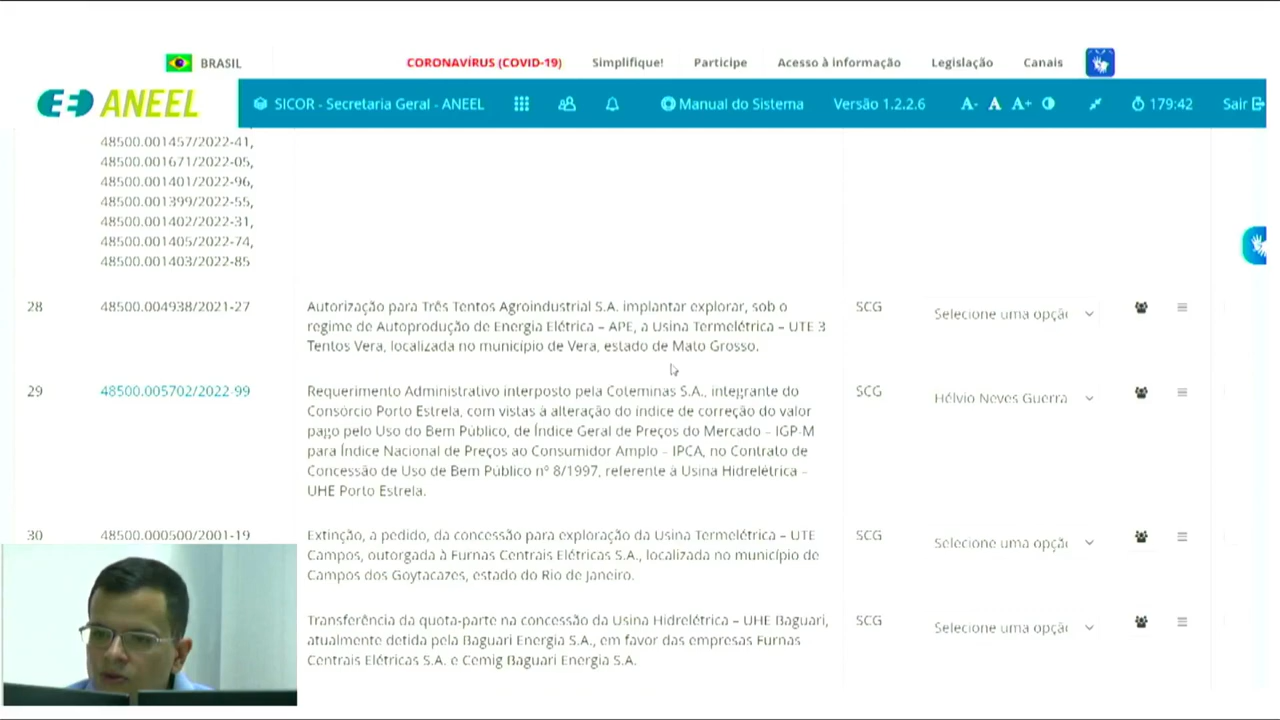 BRASIL
CORONAVÍRUS (COVID-19)
Simplifique!
Participe
Acesso à informação
Legislação
Canais
ANEEL
SICOR - Secretaria Geral - ANEEL
Manual do Sistema
Versão 1.2.2.6
A-
A
A+
179:42
Sair
48500.001457/2022-41,
48500.001671/2022-05,
48500.001401/2022-96,
48500.001399/2022-55,
48500.001402/2022-31,
48500.001405/2022-74,
48500.001403/2022-85
28
48500.004938/2021-27
Autorização para Três Tentos Agroindustrial S.A. implantar explorar, sob o
regime de Autoprodução de Energia Elétrica – APE, a Usina Termelétrica – UTE 3
Tentos Vera, localizada no município de Vera, estado de Mato Grosso.
SCG
Selecione uma opçã
29
48500.005702/2022-99
Requerimento Administrativo interposto pela Coteminas S.A., integrante do
Consórcio Porto Estrela, com vistas à alteração do índice de correção do valor
pago pelo Uso do Bem Público, de Índice Geral de Preços do Mercado – IGP-M
para Índice Nacional de Preços ao Consumidor Amplo – IPCA, no Contrato de
Concessão de Uso de Bem Público nº 8/1997, referente à Usina Hidrelétrica –
UHE Porto Estrela.
SCG
Hélvio Neves Guerra
30
48500.000500/2001-19
Extinção, a pedido, da concessão para exploração da Usina Termelétrica – UTE
Campos, outorgada à Furnas Centrais Elétricas S.A., localizada no município de
Campos dos Goytacazes, estado do Rio de Janeiro.
SCG
Selecione uma opçã
Transferência da quota-parte na concessão da Usina Hidrelétrica – UHE Baguari,
atualmente detida pela Baguari Energia S.A., em favor das empresas Furnas
Centrais Elétricas S.A. e Cemig Baguari Energia S.A.
SCG
Selecione uma opçã